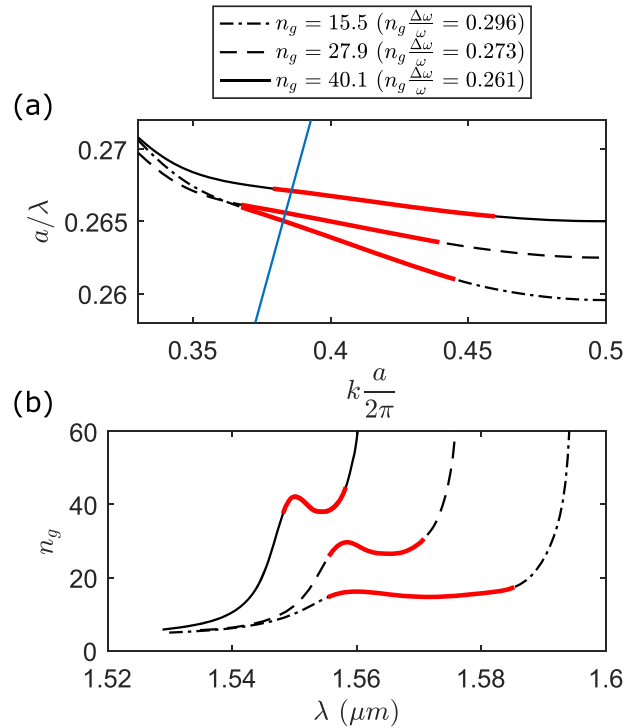 n_g = 15.5 (n_g Δω/ω = 0.296)
n_g = 27.9 (n_g Δω/ω = 0.273)
n_g = 40.1 (n_g Δω/ω = 0.261)
(a)
a/λ
0.27
0.265
0.26
0.35 0.4 0.45 0.5
k a/2π
(b)
n_g
60
40
20
0
1.52 1.54 1.56 1.58 1.6
λ (μm)